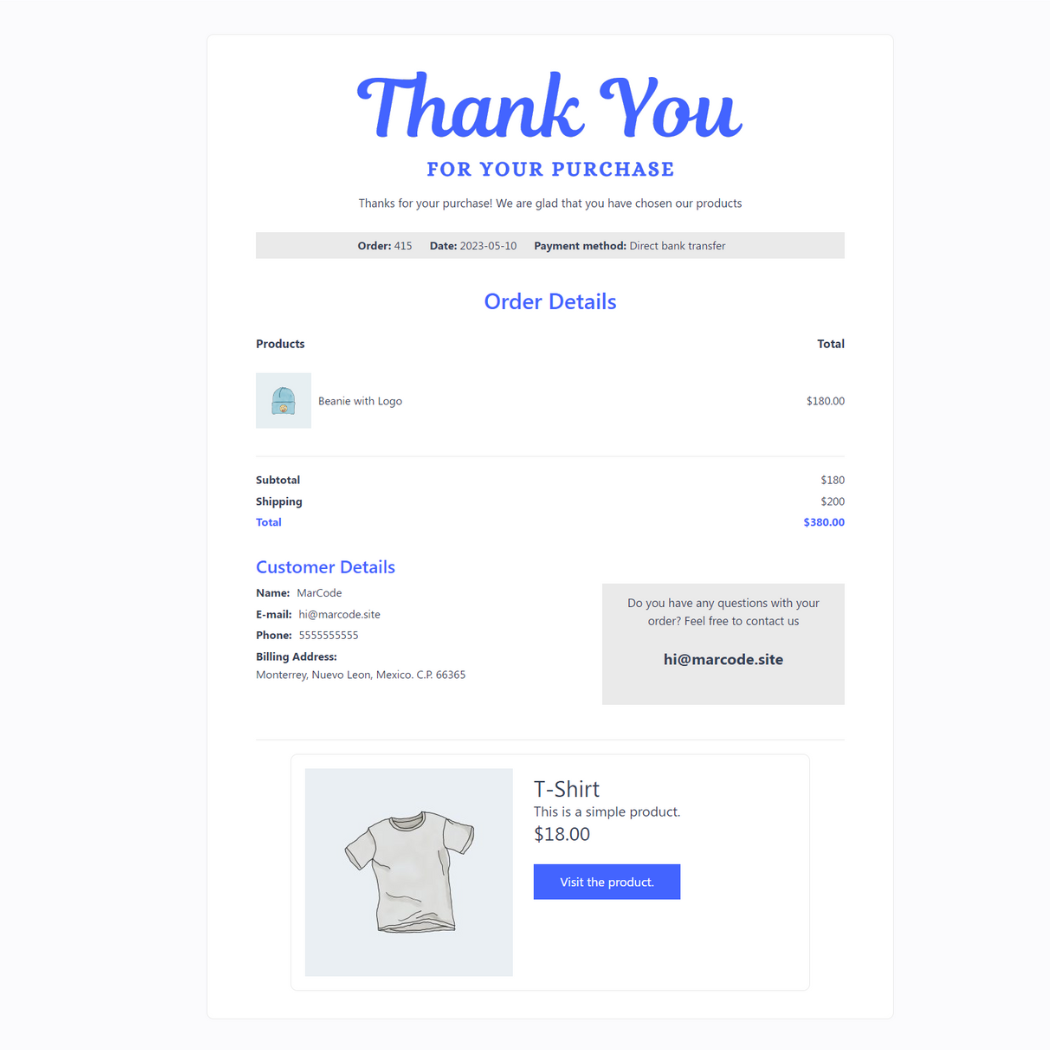 Thank You
FOR YOUR PURCHASE
Thanks for your purchase! We are glad that you have chosen our products
Order: 415 Date: 2023-05-10 Payment method: Direct bank transfer
Order Details
Products Total
Beanie with Logo $180.00
Subtotal $180
Shipping $200
Total $380.00
Customer Details
Name: MarCode
E-mail: hi@marcode.site
Phone: 5555555555
Billing Address:
Monterrey, Nuevo Leon, Mexico. C.P. 66365
Do you have any questions with your
order? Feel free to contact us
hi@marcode.site
T-Shirt
This is a simple product.
$18.00
Visit the product.